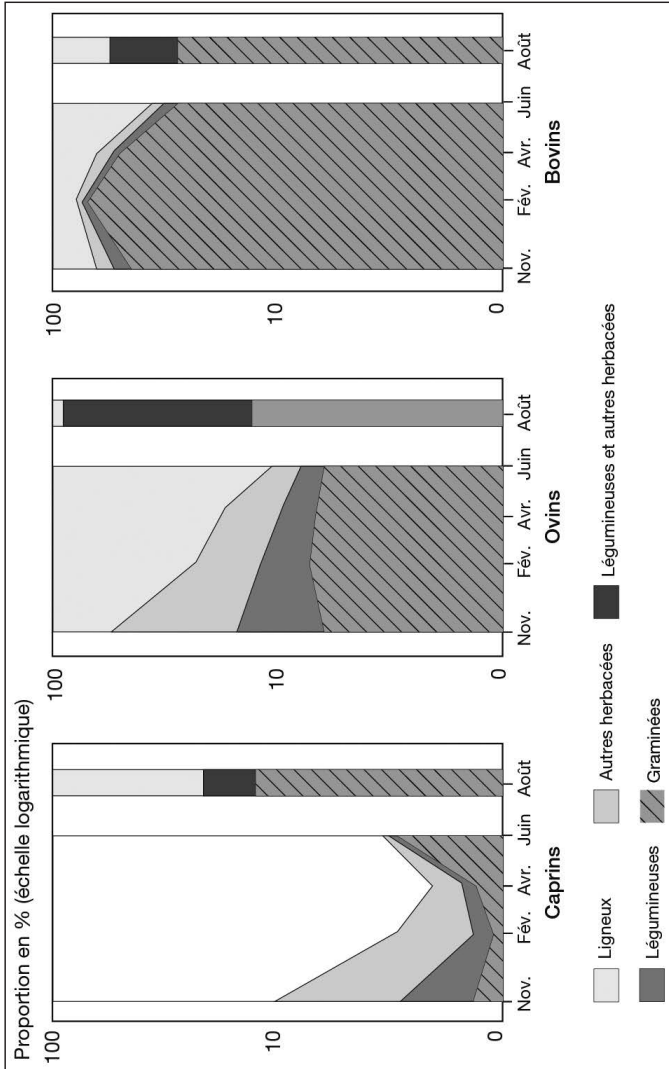 Proportion en % (échelle logarithmique)
100
10
0
Nov.
Fév.
Avr.
Juin
Août
Caprins
100
10
0
Nov.
Fév.
Avr.
Juin
Août
Ovins
100
10
0
Nov.
Fév.
Avr.
Juin
Août
Bovins
Ligneux
Autres herbacées
Légumineuses et autres herbacées
Légumineuses
Graminées